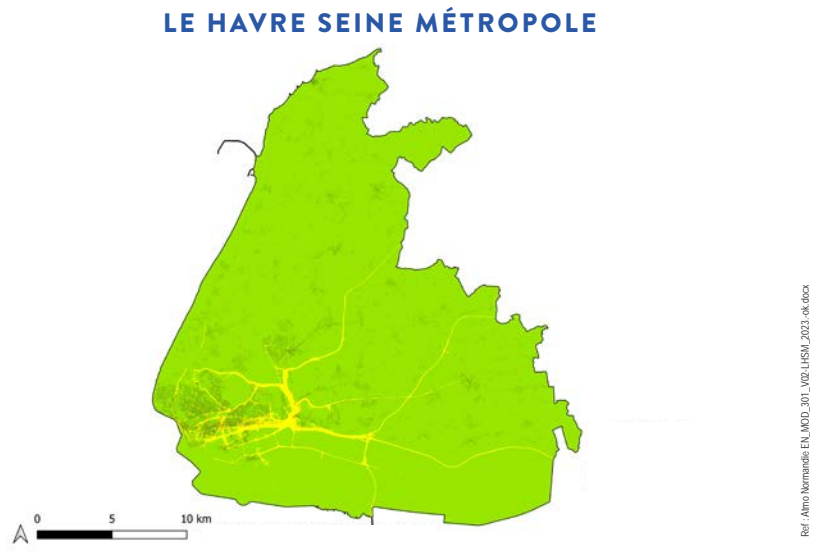 LE HAVRE SEINE MÉTROPOLE
0 5 10 km
Ref : Atmo Normandie EN_MOD_301_V02-LHSM_2023.-ok.docx